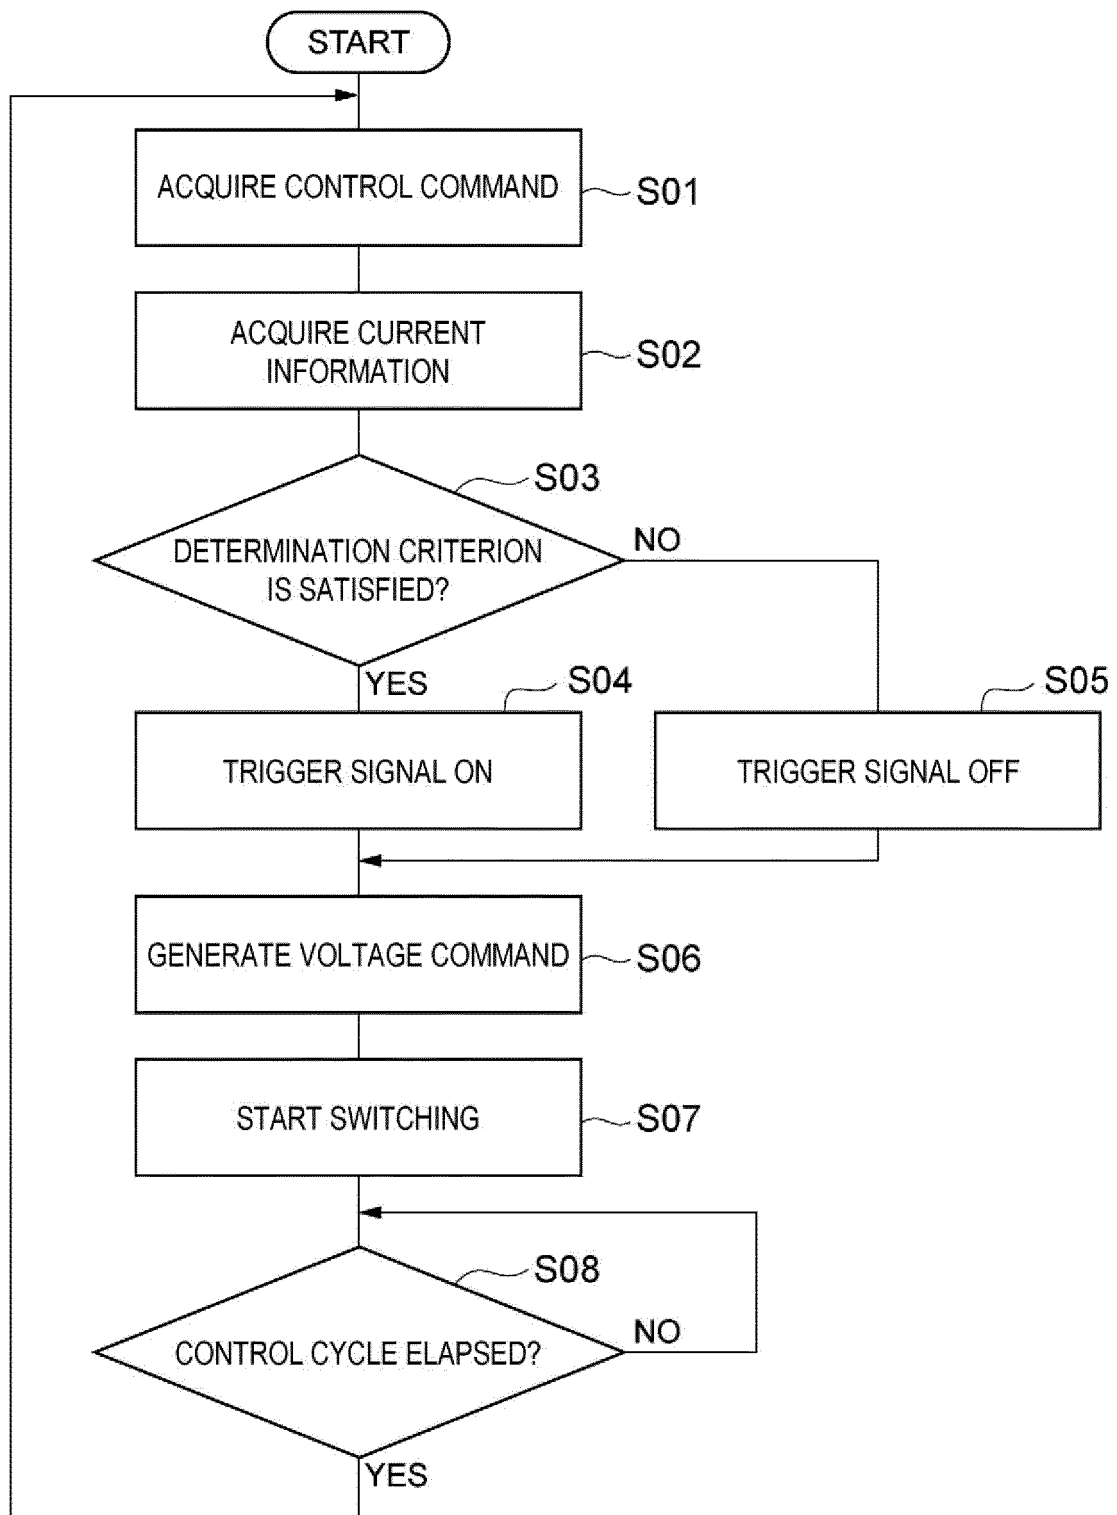 START
ACQUIRE CONTROL COMMAND
S01
ACQUIRE CURRENT
INFORMATION
S02
S03
DETERMINATION CRITERION
IS SATISFIED?
NO
YES
S04
TRIGGER SIGNAL ON
S05
TRIGGER SIGNAL OFF
GENERATE VOLTAGE COMMAND
S06
START SWITCHING
S07
S08
CONTROL CYCLE ELAPSED?
NO
YES